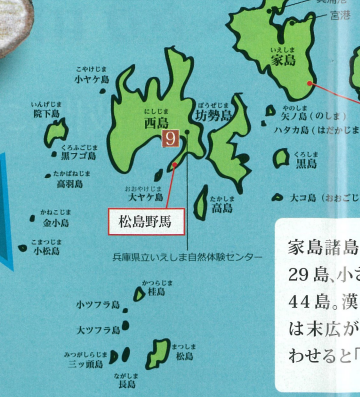 宮港
いえしま
家島
こやけじま
小ヤケ島
にしじま
西島
ぼうぜじま
坊勢島
やのしま
矢ノ島(のしま)
ハタカ島(はだかじま
いんげじま
院下島
9
くろふごじま
黒フゴ島
くろしま
黒島
たかばねじま
高羽島
おおやけじま
大ヤケ島
たかしま
高島
大コ島(おおごじ
かねこじま
金小島
松島野馬
こまつじま
小松島
兵庫県立いえしま自然体験センター
家島諸島
29島、小さ
44島。漢
は末広が
わせると「
かつらじま
桂島
小ツフラ島
大ツフラ島
みつがしらじま
三ッ頭島
まつしま
松島
ながしま
長島